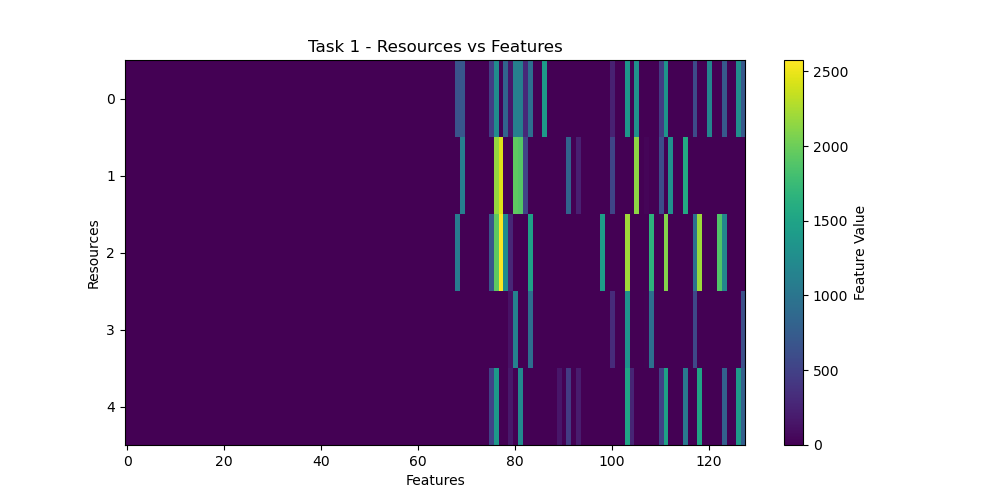 Task 1 - Resources vs Features
Resources
0
1
2
3
4
0 20 40 60 80 100 120
Features
2500
2000
1500
1000
500
0
Feature Value